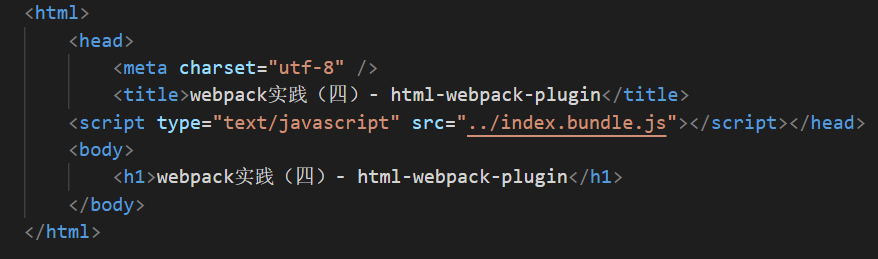 <html>
<head>
<meta charset="utf-8" />
<title>webpack实践（四）- html-webpack-plugin</title>
<script type="text/javascript" src="../index.bundle.js"></script></head>
<body>
<h1>webpack实践（四）- html-webpack-plugin</h1>
</body>
</html>